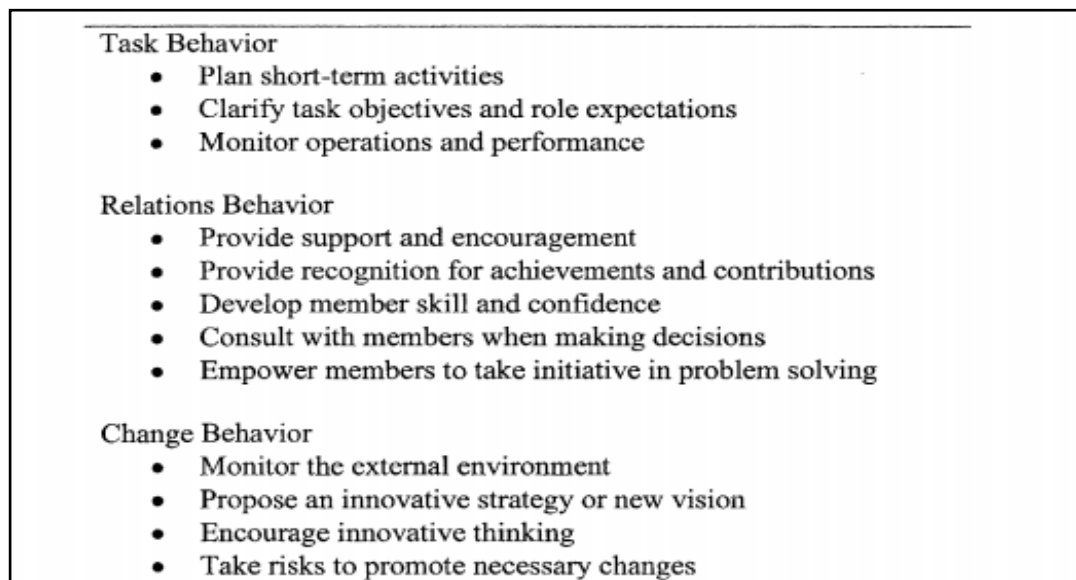 Task Behavior
• Plan short-term activities
• Clarify task objectives and role expectations
• Monitor operations and performance
Relations Behavior
• Provide support and encouragement
• Provide recognition for achievements and contributions
• Develop member skill and confidence
• Consult with members when making decisions
• Empower members to take initiative in problem solving
Change Behavior
• Monitor the external environment
• Propose an innovative strategy or new vision
• Encourage innovative thinking
• Take risks to promote necessary changes